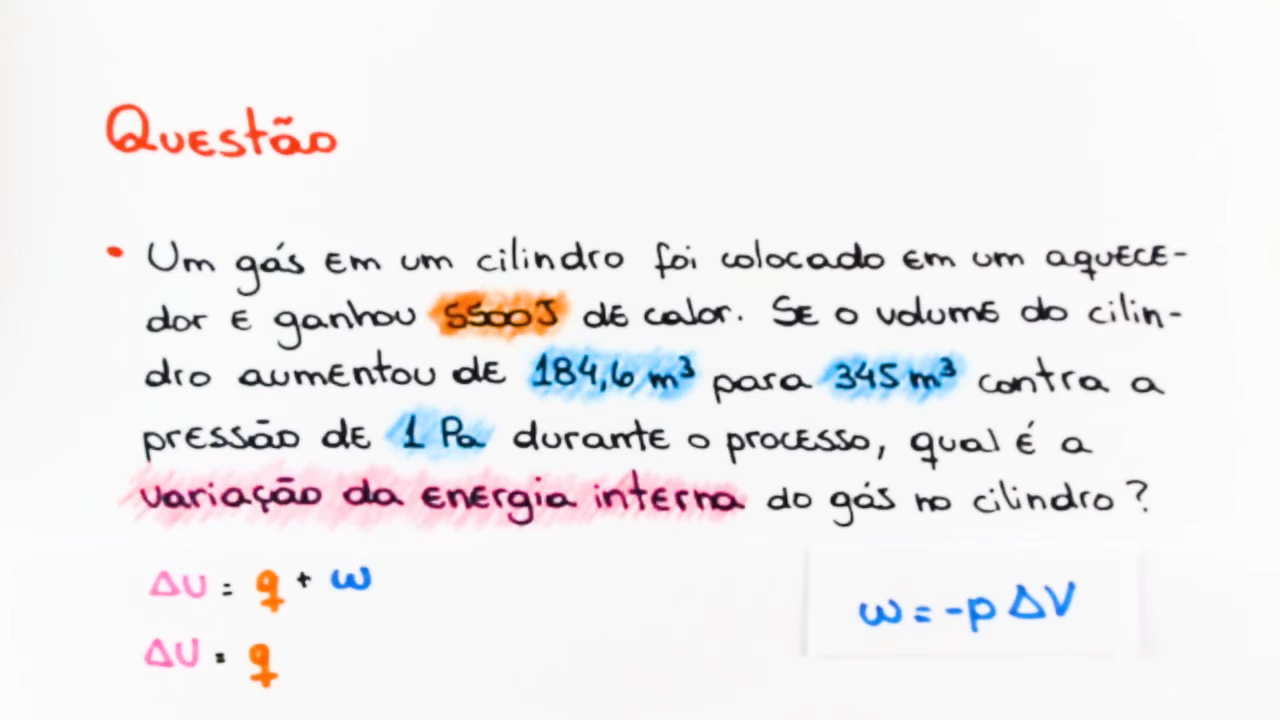 Questão
• Um gás em um cilindro foi colocado em um aquece-
dor e ganhou 5500J de calor. Se o volume do cilin-
dro aumentou de 184,6 m³ para 345 m³ contra a
pressão de 1 Pa durante o processo, qual é a
variação da energia interna do gás no cilindro?
ΔU = q + w
w = -p ΔV
ΔU = q